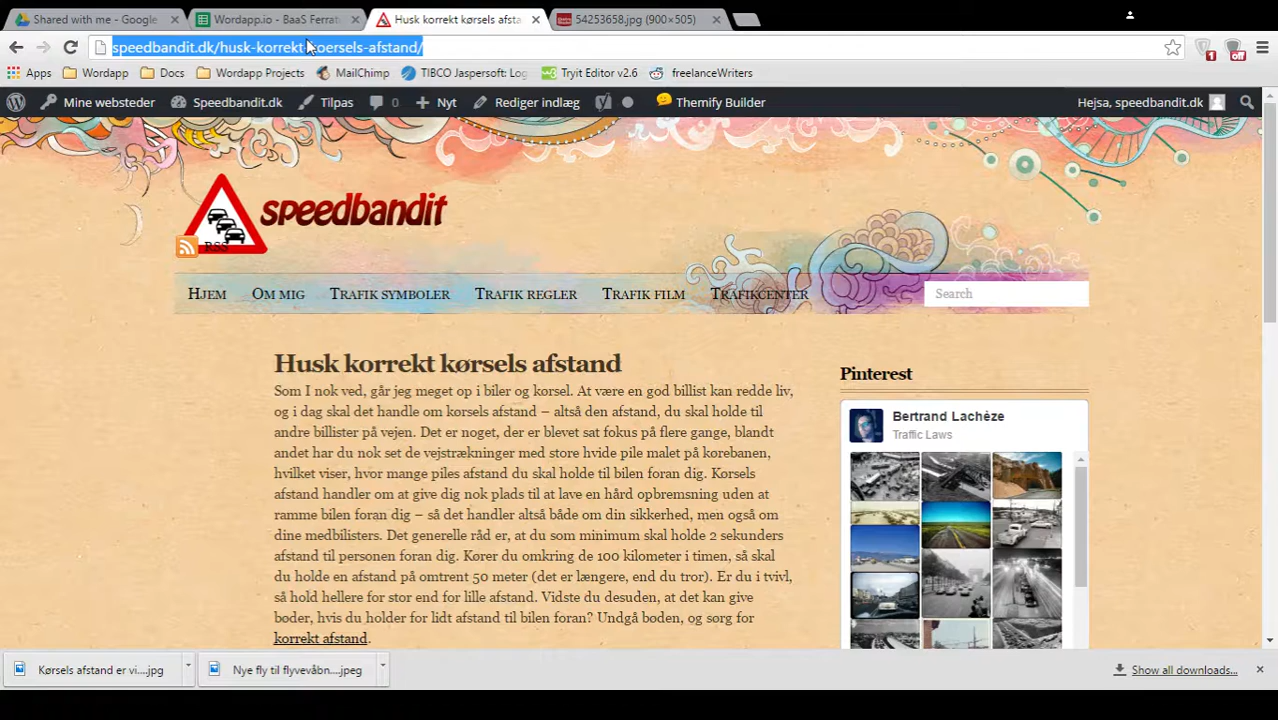 Shared with me - Google
Wordapp.io - BaaS Ferrat
Husk korrekt kørsels afsta
54253658.jpg (900×505)
speedbandit.dk/husk-korrekt-koersels-afstand/
1
off
Apps
Wordapp
Docs
Wordapp Projects
MailChimp
TIBCO Jaspersoft: Log
Tryit Editor v2.6
freelanceWriters
Mine websteder
Speedbandit.dk
Tilpas
0
Nyt
Rediger indlæg
Themify Builder
Hejsa, speedbandit.dk
speedbandit
RSS
Hjem
Om mig
Trafik symboler
Trafik regler
Trafik film
Trafikcenter
Search
Husk korrekt kørsels afstand
Som I nok ved, går jeg meget op i biler og kørsel. At være en god billist kan redde liv,
og i dag skal det handle om kørsels afstand – altså den afstand, du skal holde til
andre billister på vejen. Det er noget, der er blevet sat fokus på flere gange, blandt
andet har du nok set de vejstrækninger med store hvide pile malet på kørebanen,
hvilket viser, hvor mange piles afstand du skal holde til bilen foran dig. Kørsels
afstand handler om at give dig nok plads til at lave en hård opbremsning uden at
ramme bilen foran dig – så det handler altså både om din sikkerhed, men også om
dine medbilisters. Det generelle råd er, at du som minimum skal holde 2 sekunders
afstand til personen foran dig. Kører du omkring de 100 kilometer i timen, så skal
du holde en afstand på omtrent 50 meter (det er længere, end du tror). Er du i tvivl,
så hold hellere for stor end for lille afstand. Vidste du desuden, at det kan give
bøder, hvis du holder for lidt afstand til bilen foran? Undgå bøden, og sørg for
korrekt afstand.
Pinterest
Bertrand Lachèze
Traffic Laws
Kørsels afstand er vi....jpg
Nye fly til flyvevåbn....jpeg
Show all downloads...